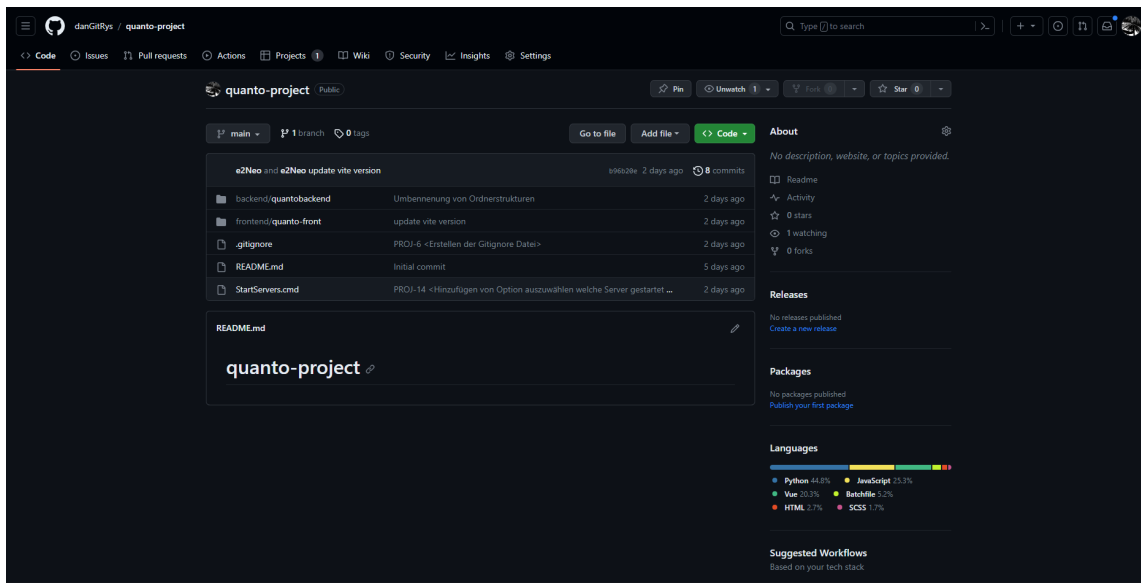 danGitRys / quanto-project
Type / to search
Code Issues Pull requests Actions Projects 1 Wiki Security Insights Settings
quanto-project Public
Pin Unwatch 1 Fork 0 Star 0
main 1 branch 0 tags
Go to file Add file Code
e2Neo and e2Neo update vite version b96b20e 2 days ago 8 commits
backend/quantobackend Umbennenung von Ordnerstrukturen 2 days ago
frontend/quanto-front update vite version 2 days ago
.gitignore PROJ-6 <Erstellen der Gitignore Datei> 2 days ago
README.md Initial commit 5 days ago
StartServers.cmd PROJ-14 <Hinzufügen von Option auszuwählen welche Server gestartet ... 2 days ago
README.md
quanto-project
About
No description, website, or topics provided.
Readme
Activity
0 stars
1 watching
0 forks
Releases
No releases published
Create a new release
Packages
No packages published
Publish your first package
Languages
Python 44.8% JavaScript 25.3%
Vue 20.3% Batchfile 5.2%
HTML 2.7% SCSS 1.7%
Suggested Workflows
Based on your tech stack